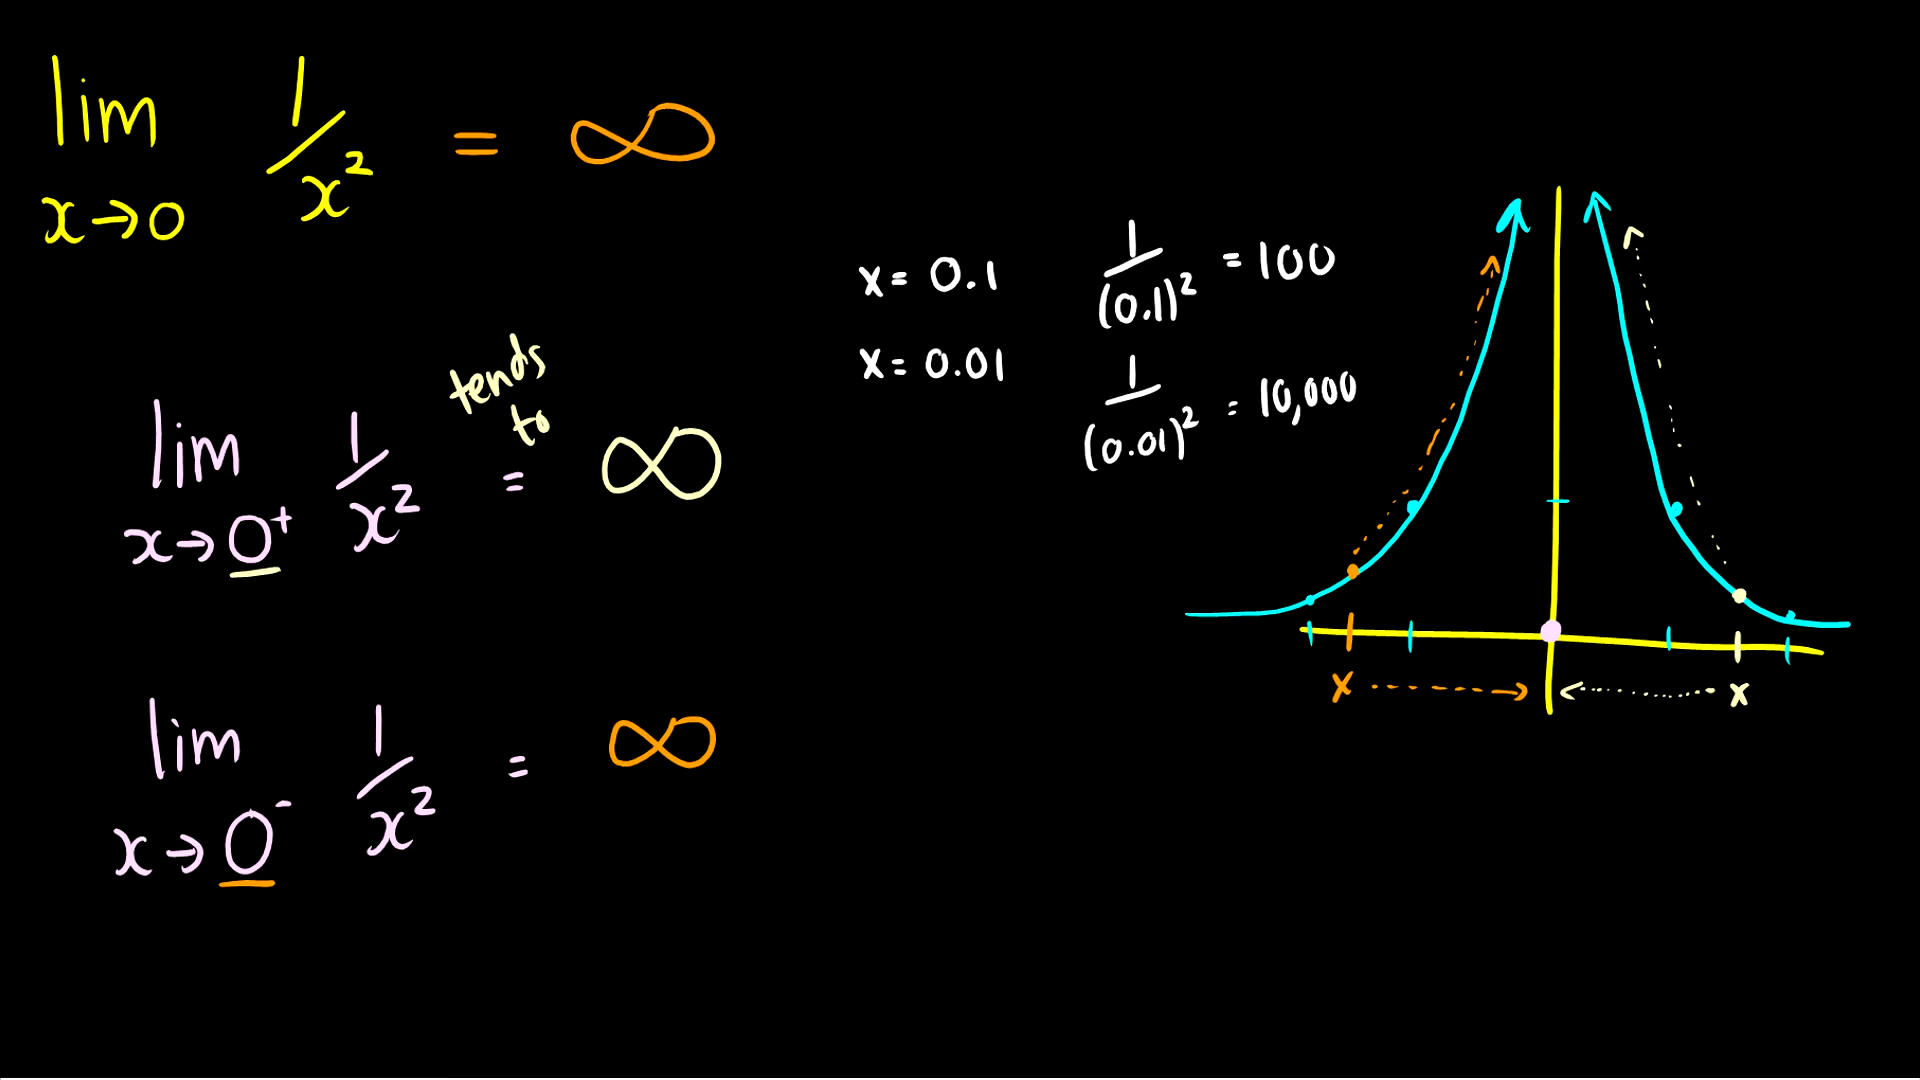 lim x→0 1/x² = ∞
x = 0.1 1/(0.1)² = 100
x = 0.01 1/(0.01)² = 10,000
tends
to
lim x→0⁺ 1/x² = ∞
lim x→0⁻ 1/x² = ∞
x x